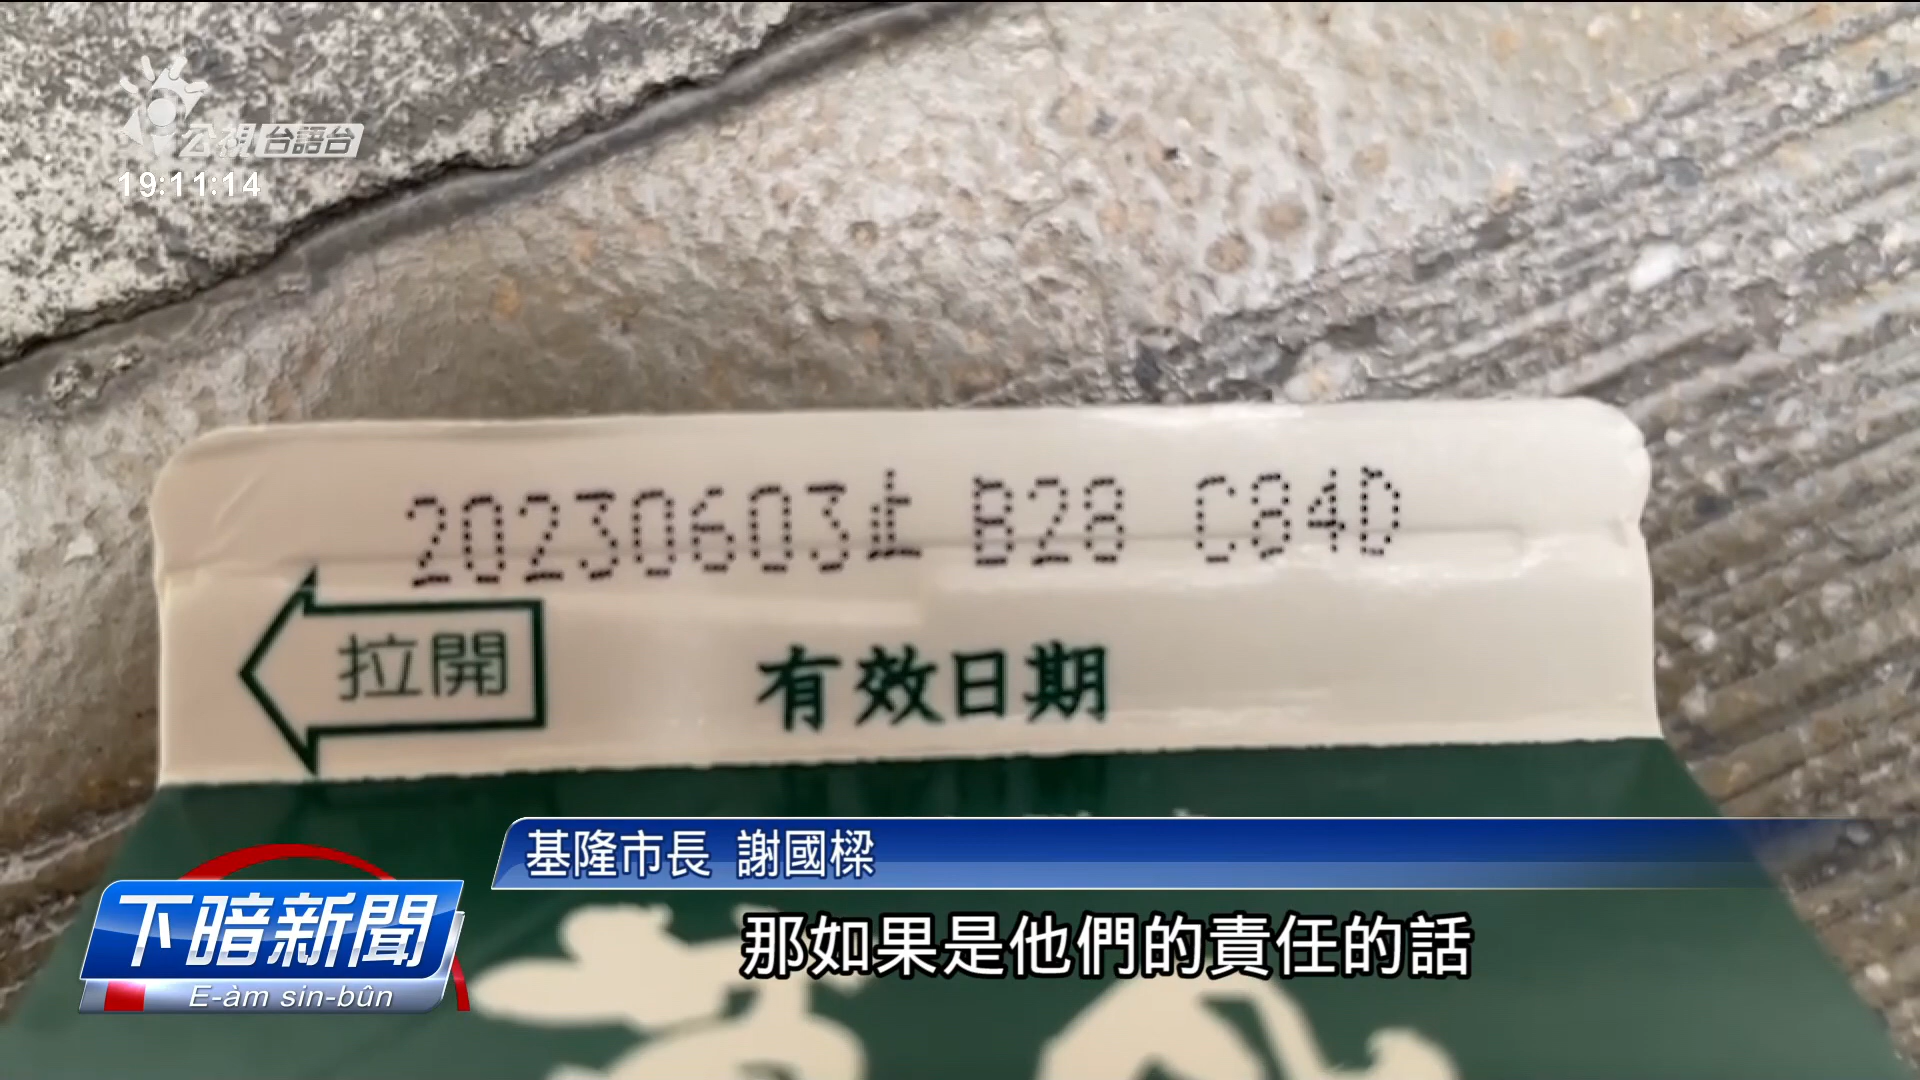 公視 台語台
19:11:14
20230603止 B28 C84D
拉開
有效日期
基隆市長 謝國樑
下暗新聞
E-àm sin-bûn
那如果是他們的責任的話